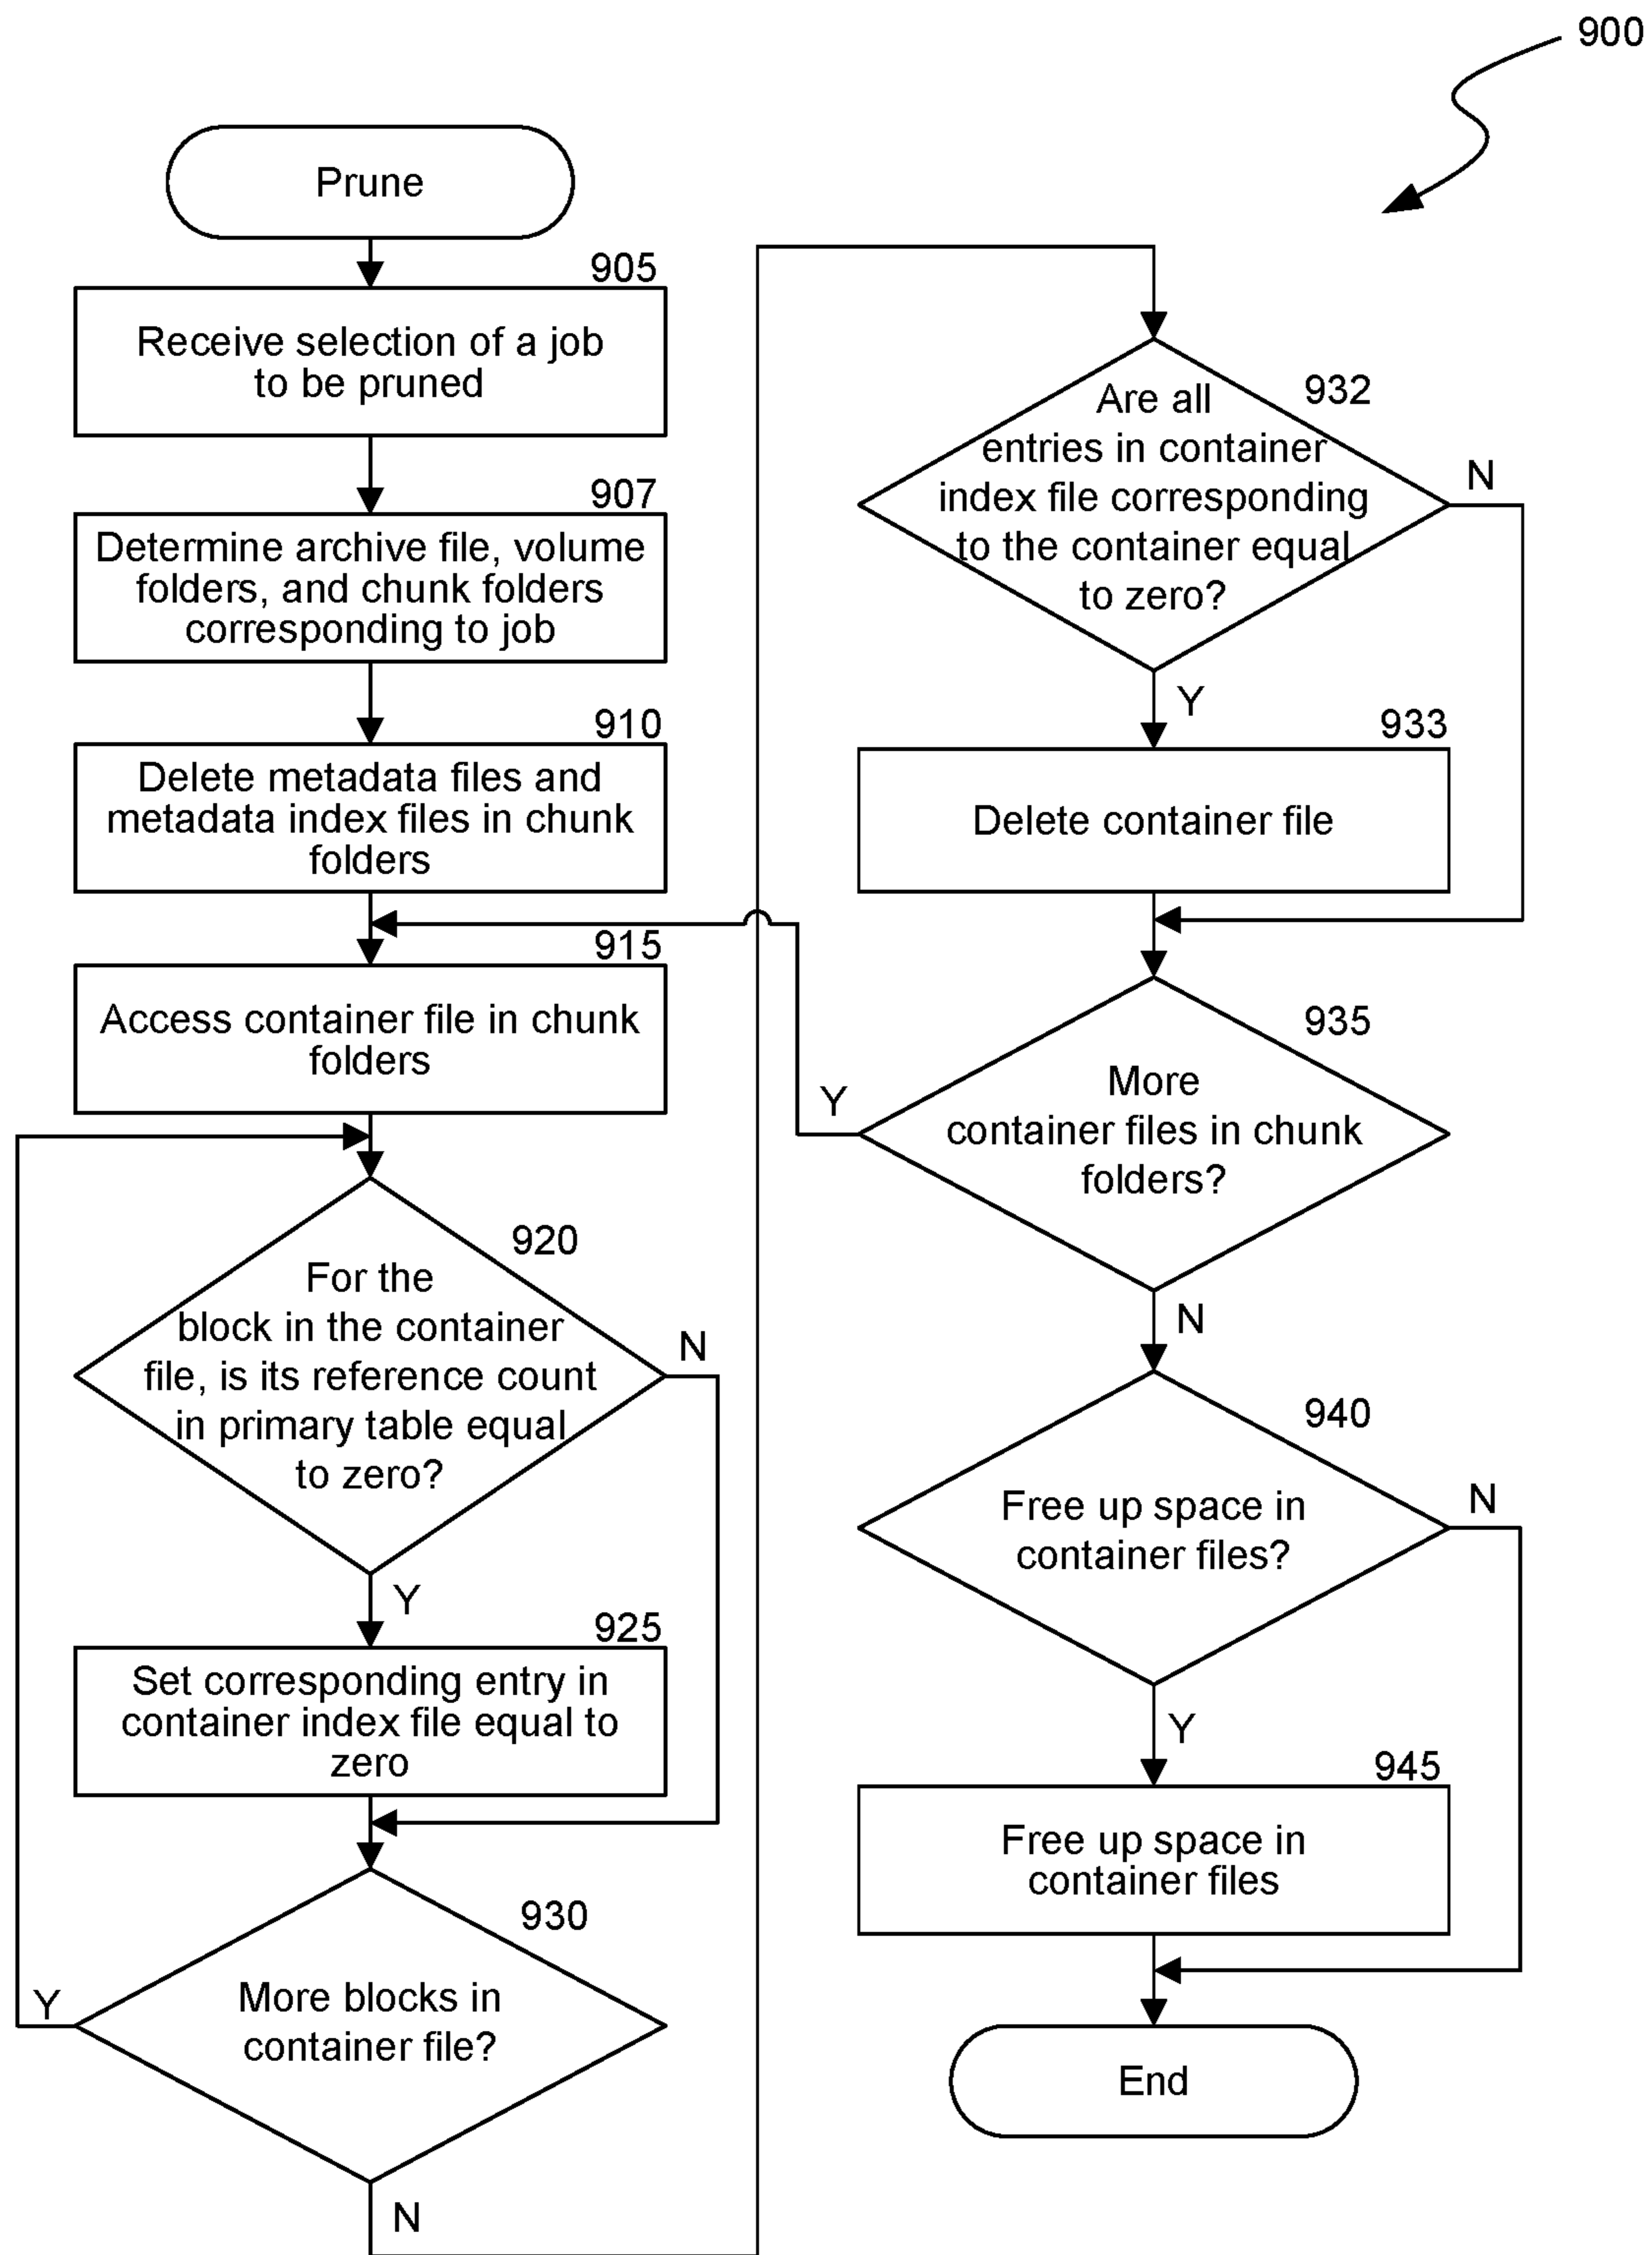 900
Prune
905
Receive selection of a job
to be pruned
907
Determine archive file, volume
folders, and chunk folders
corresponding to job
910
Delete metadata files and
metadata index files in chunk
folders
915
Access container file in chunk
folders
920
For the
block in the container
file, is its reference count
in primary table equal
to zero?
N
Y
925
Set corresponding entry in
container index file equal to
zero
930
More blocks in
container file?
Y
N
932
Are all
entries in container
index file corresponding
to the container equal
to zero?
N
Y
933
Delete container file
935
More
container files in chunk
folders?
Y
N
940
Free up space in
container files?
N
Y
945
Free up space in
container files
End